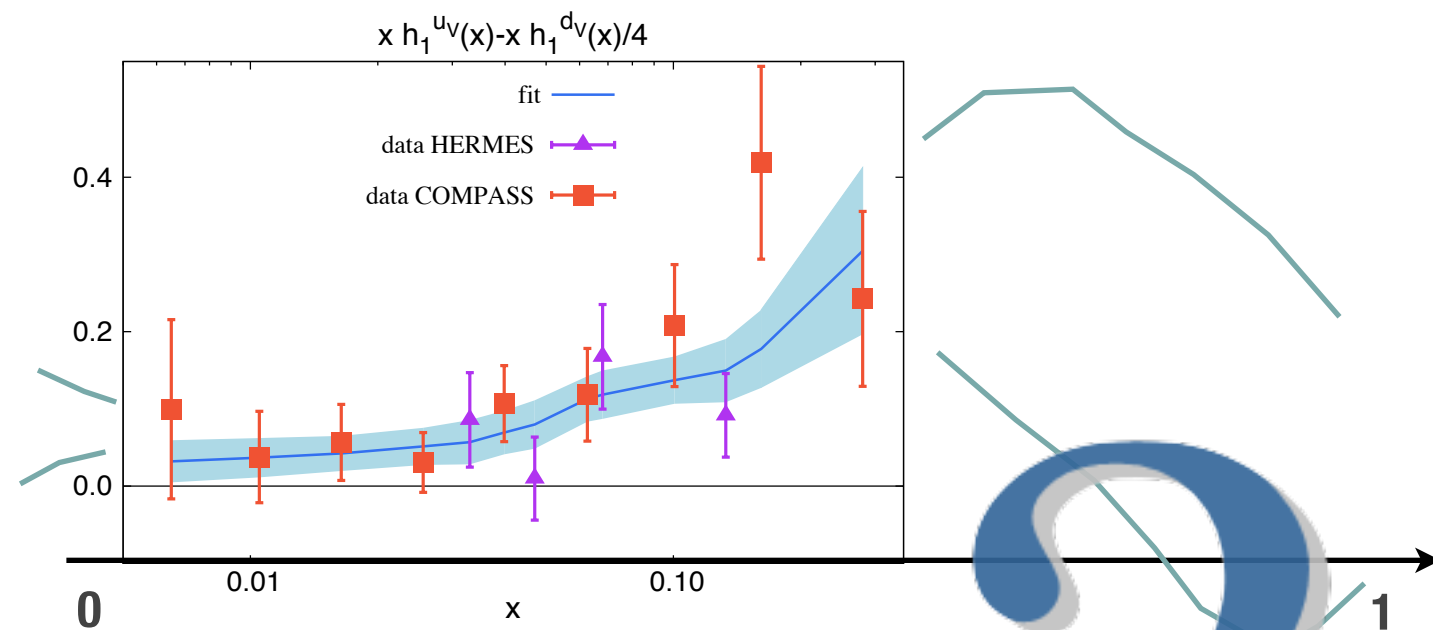 x h₁ᵘⱽ(x)-x h₁ᵈⱽ(x)/4
fit
data HERMES
data COMPASS
0.4
0.2
0.0
0.01 0.10
0 x 1
?